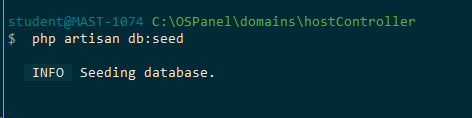 student@MAST-1074 C:\OSPanel\domains\hostController
$ php artisan db:seed
INFO Seeding database.